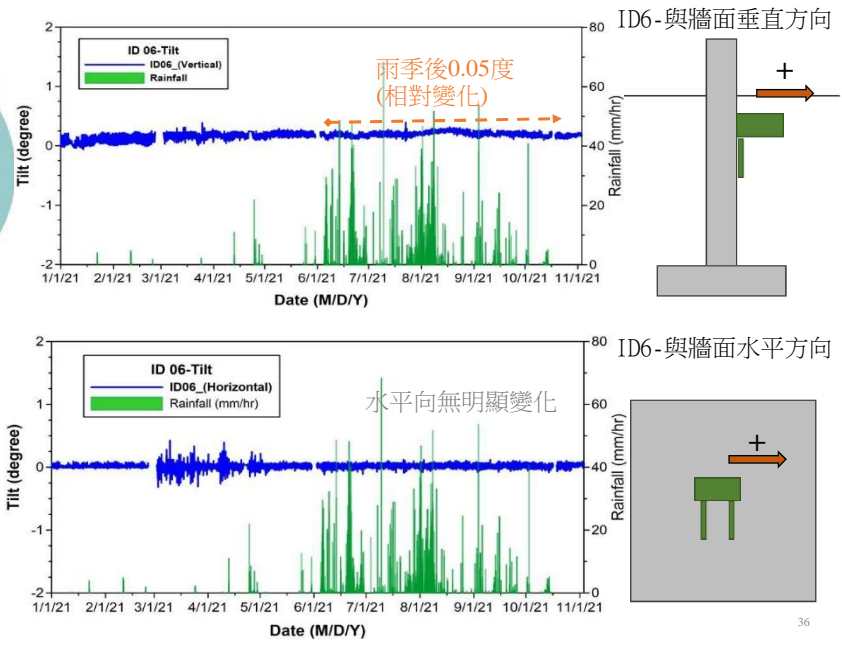 ID6-與牆面垂直方向
ID 06-Tilt
ID06_(Vertical)
Rainfall
雨季後0.05度
(相對變化)
Tilt (degree)
2
1
0
-1
-2
Rainfall (mm/hr)
80
60
40
20
0
1/1/21 2/1/21 3/1/21 4/1/21 5/1/21 6/1/21 7/1/21 8/1/21 9/1/21 10/1/21 11/1/21
Date (M/D/Y)
+
ID6-與牆面水平方向
ID 06-Tilt
ID06_(Horizontal)
Rainfall (mm/hr)
水平向無明顯變化
Tilt (degree)
2
1
0
-1
-2
Rainfall (mm/hr)
80
60
40
20
0
1/1/21 2/1/21 3/1/21 4/1/21 5/1/21 6/1/21 7/1/21 8/1/21 9/1/21 10/1/21 11/1/21
Date (M/D/Y)
+
36